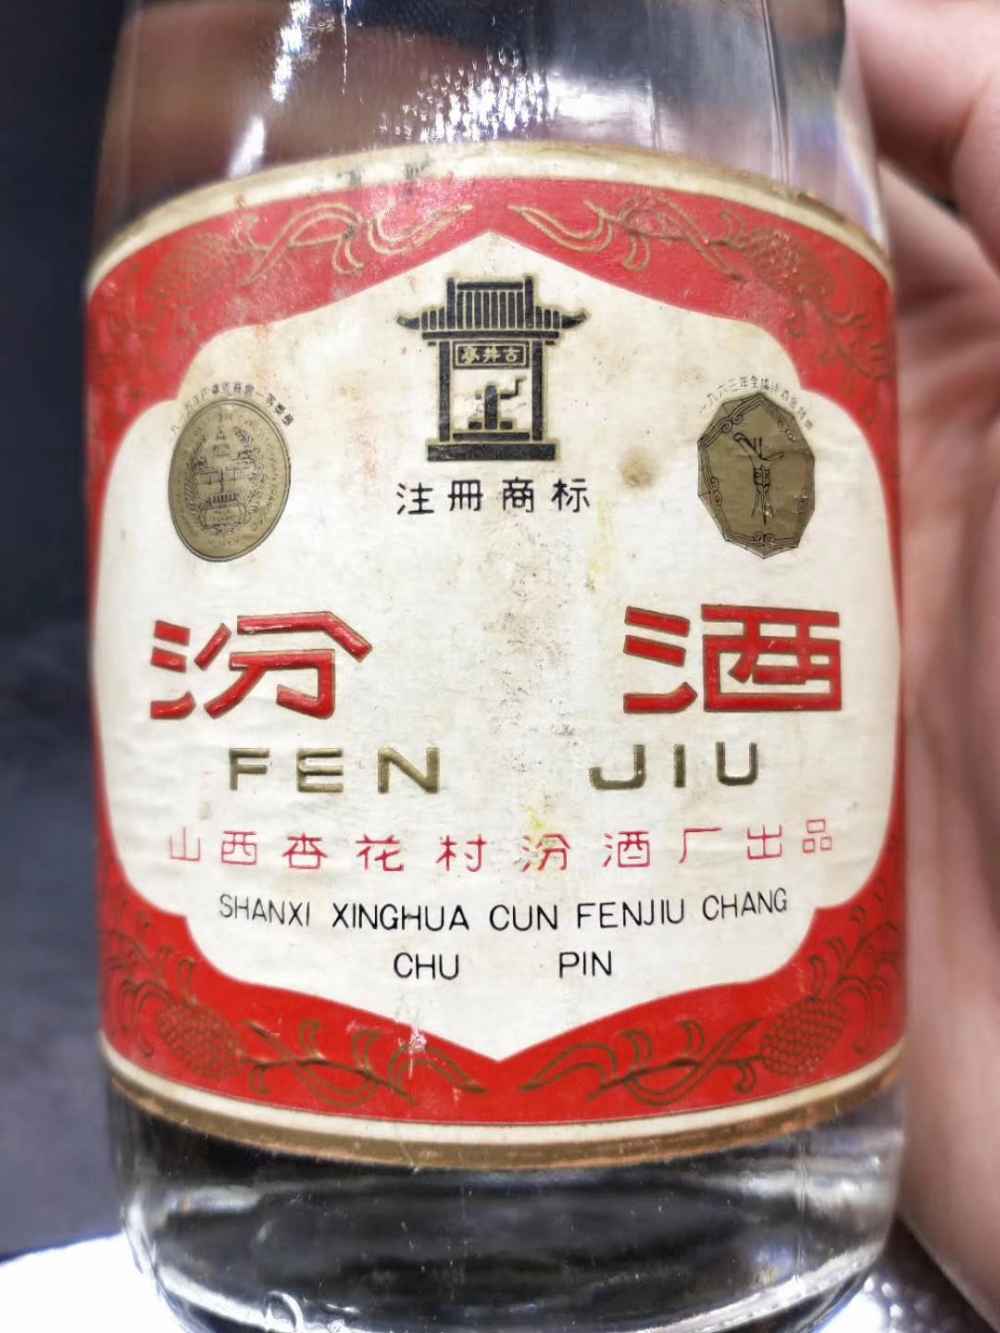 古井亭
注册商标
汾酒
FEN JIU
山西杏花村汾酒厂出品
SHANXI XINGHUA CUN FENJIU CHANG
CHU PIN